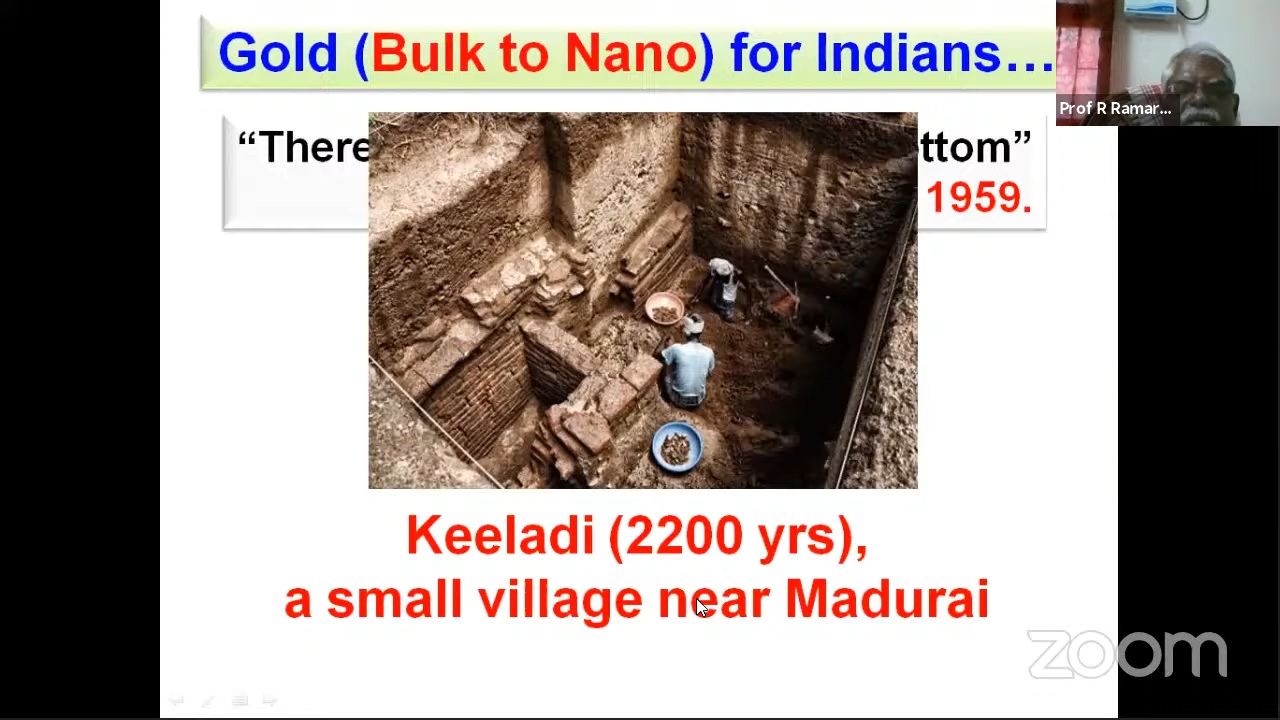 Gold (Bulk to Nano) for Indians…
Prof R Ramar...
“There
ttom”
1959.
Keeladi (2200 yrs),
a small village near Madurai
zoom